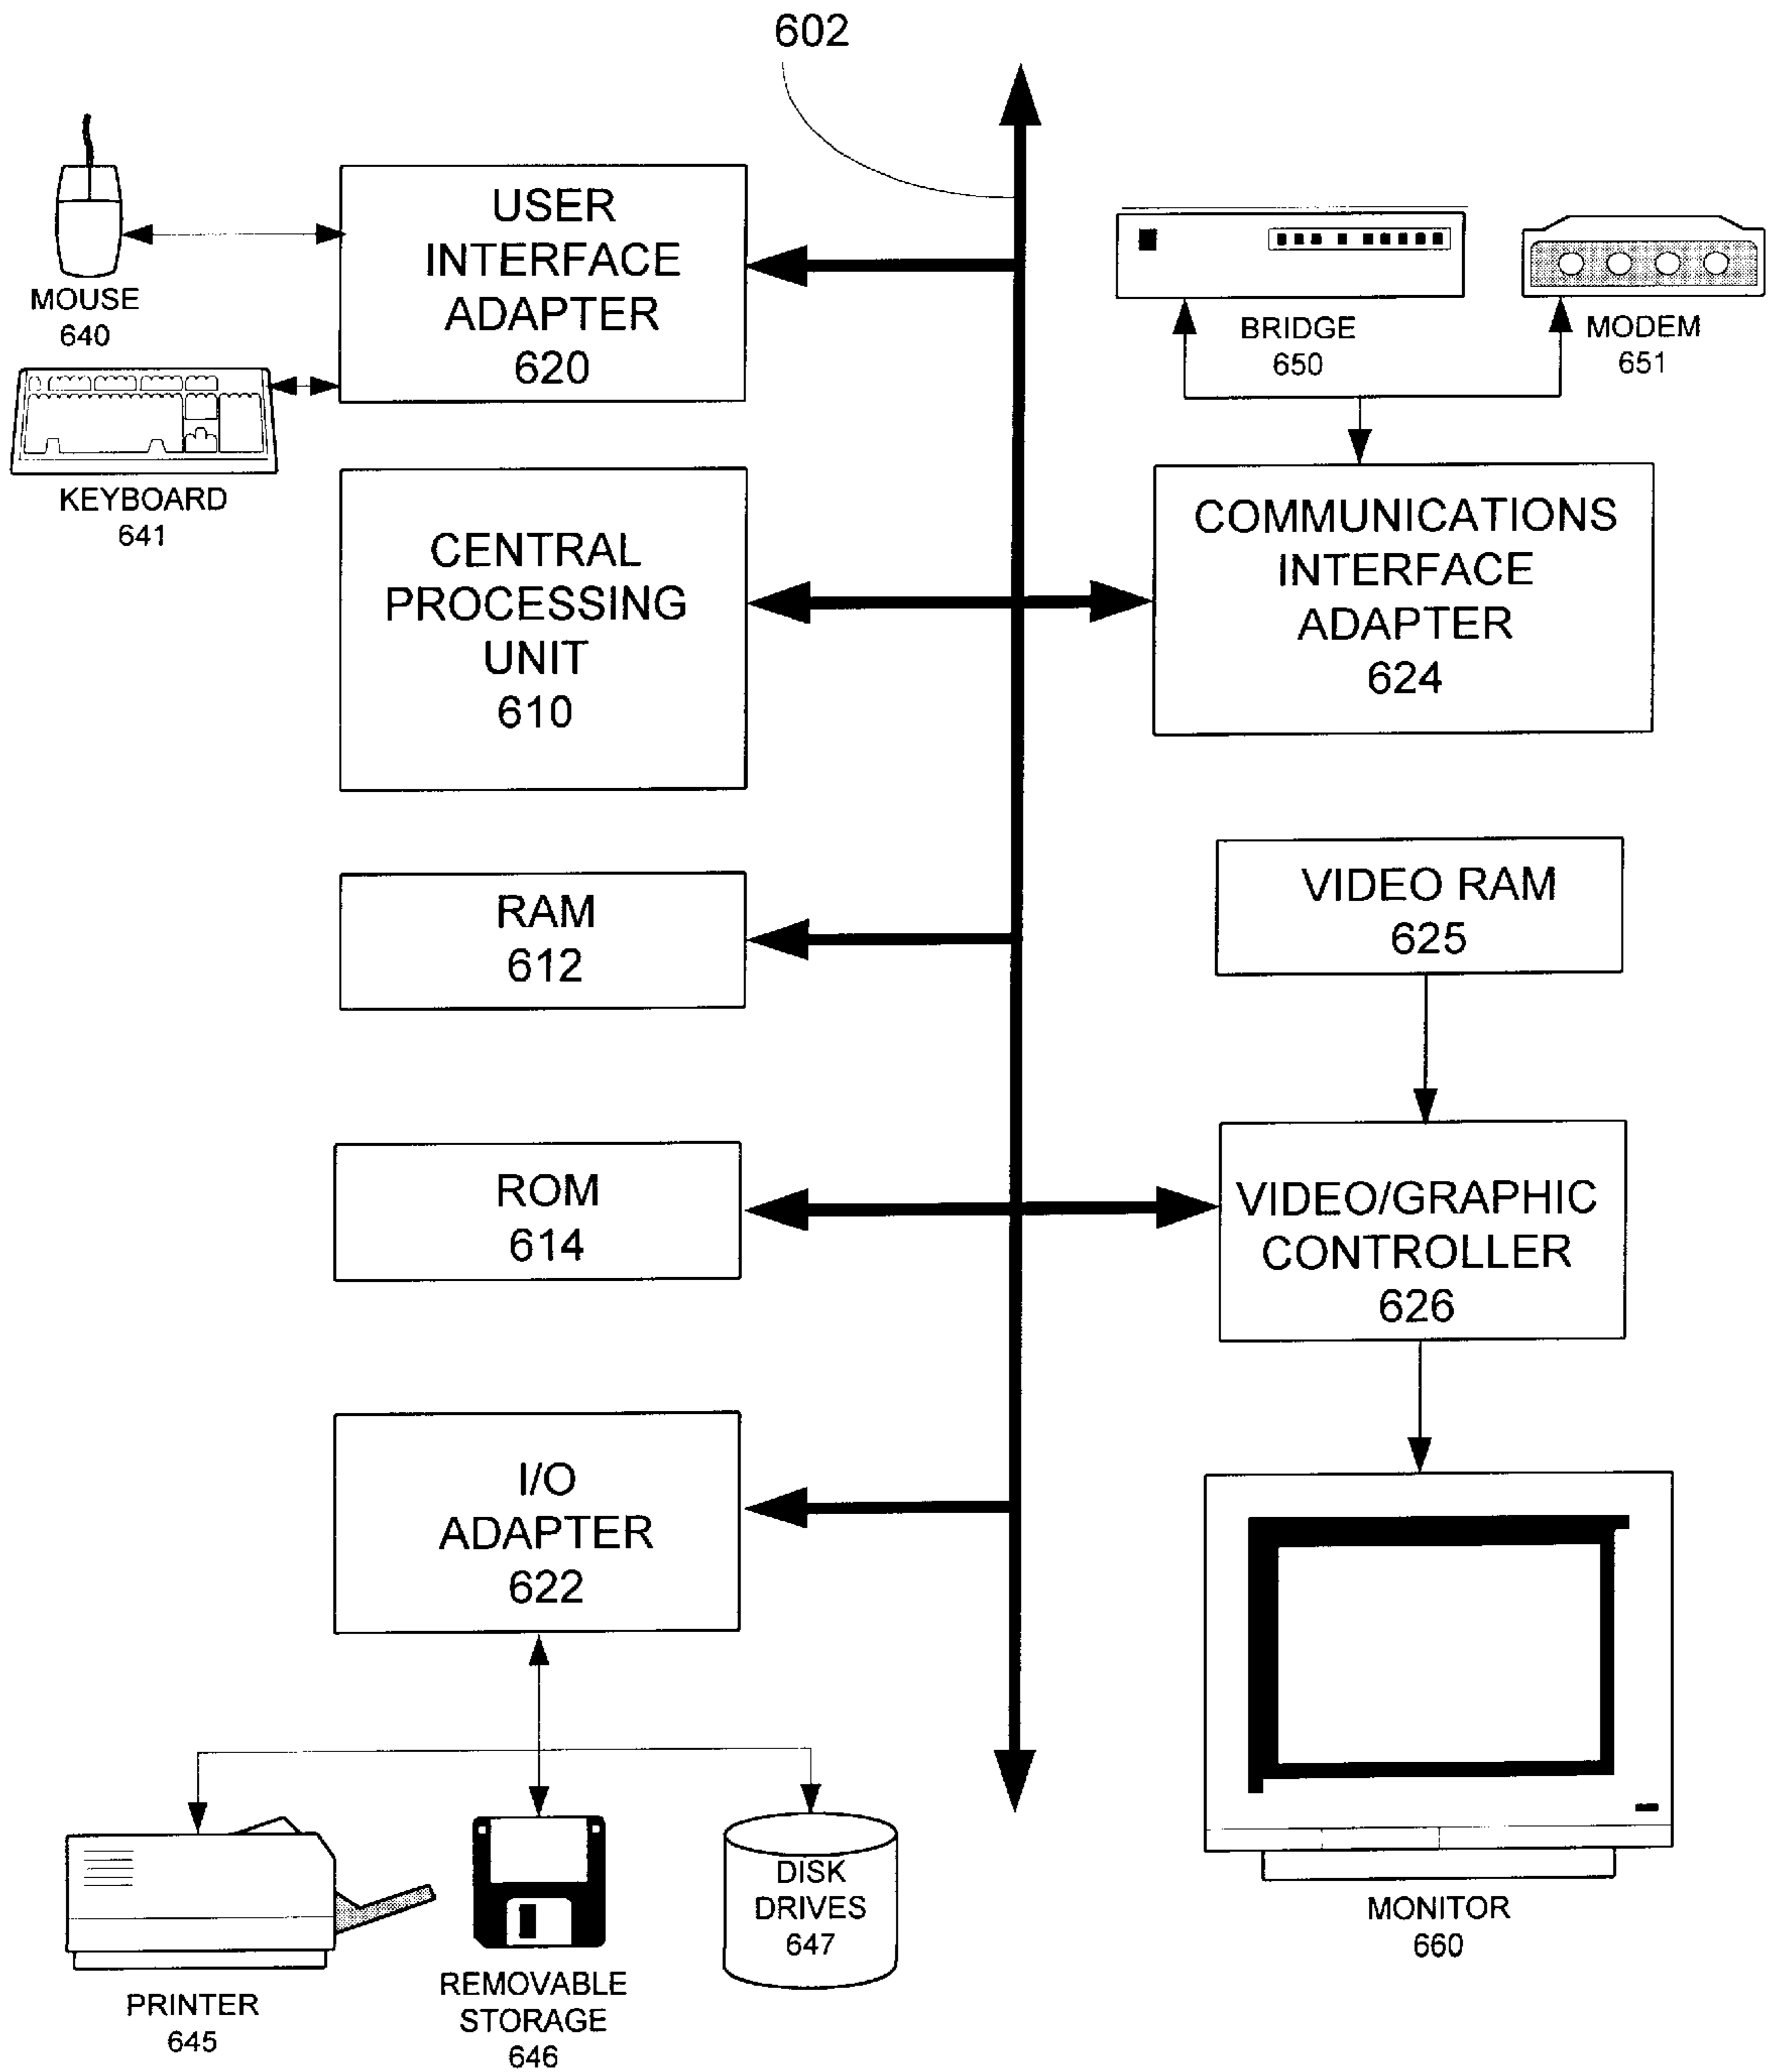 602
USER
INTERFACE
ADAPTER
620
MOUSE
640
KEYBOARD
641
BRIDGE
650
MODEM
651
CENTRAL
PROCESSING
UNIT
610
COMMUNICATIONS
INTERFACE
ADAPTER
624
RAM
612
VIDEO RAM
625
ROM
614
VIDEO/GRAPHIC
CONTROLLER
626
I/O
ADAPTER
622
PRINTER
645
REMOVABLE
STORAGE
646
DISK
DRIVES
647
MONITOR
660